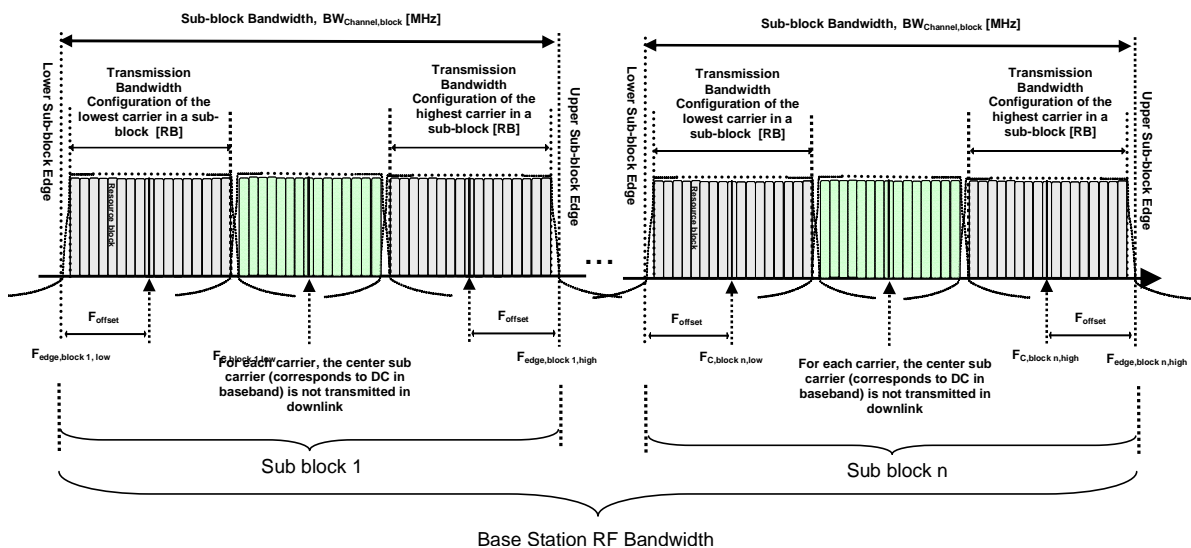 Sub-block Bandwidth, BWChannel,block [MHz]
Sub-block Bandwidth, BWChannel,block [MHz]
Lower Sub-block Edge
Transmission
Bandwidth
Configuration of the
lowest carrier in a sub-
block [RB]
Transmission
Bandwidth
Configuration of the
highest carrier in a
sub-block [RB]
Upper Sub-block Edge
Lower Sub-block Edge
Transmission
Bandwidth
Configuration of the
lowest carrier in a
sub-block [RB]
Transmission
Bandwidth
Configuration of the
highest carrier in a
sub-block [RB]
Upper Sub-block Edge
Resource block
...
Resource block
Foffset
Foffset
Foffset
Foffset
Fedge,block 1, low
FC,block 1,low
Fedge,block 1,high
FC,block n,low
FC,block n,high
Fedge,block n,high
For each carrier, the center sub
carrier (corresponds to DC in
baseband) is not transmitted in
downlink
For each carrier, the center sub
carrier (corresponds to DC in
baseband) is not transmitted in
downlink
Sub block 1
Sub block n
Base Station RF Bandwidth